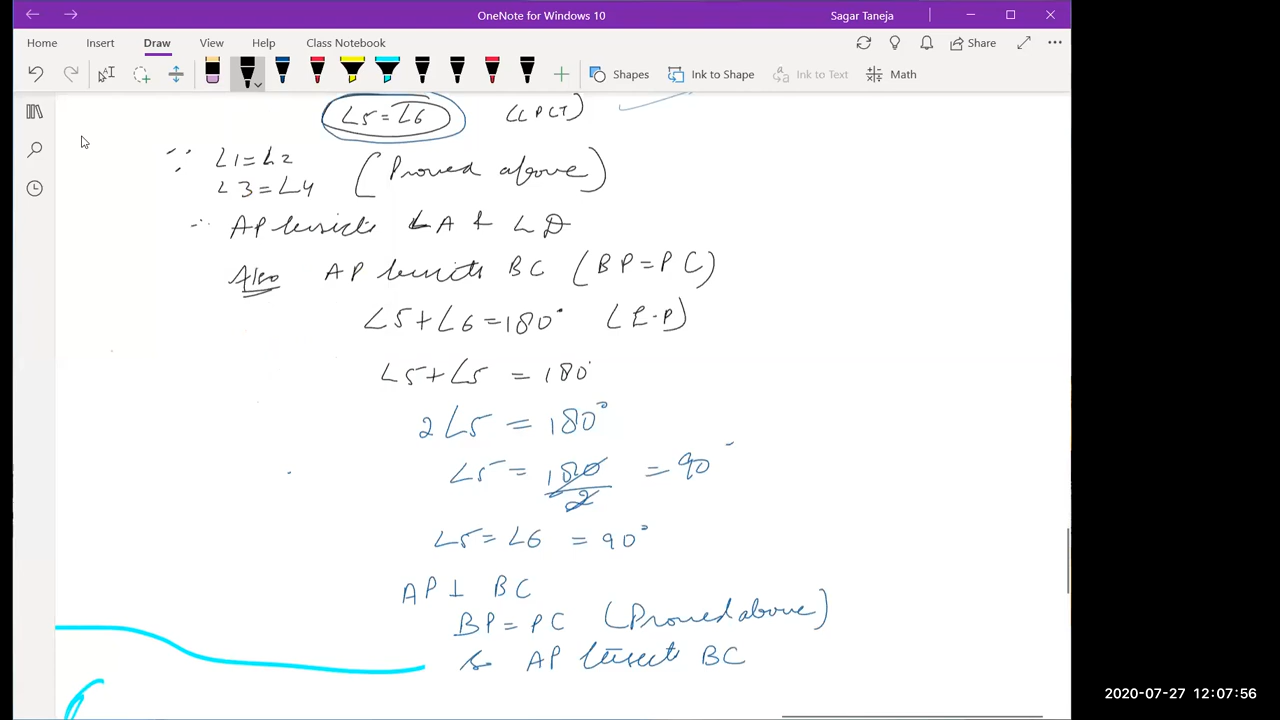 OneNote for Windows 10
Sagar Taneja
Home Insert Draw View Help Class Notebook
Share
Shapes Ink to Shape Ink to Text Math
∠5 = ∠6 (CPCT)
∵ ∠1 = ∠2
∠3 = ∠4 (Proved above)
∴ AP bisects ∠A & ∠D
Also AP bisects BC (BP = PC)
∠5 + ∠6 = 180° (L.P)
∠5 + ∠5 = 180°
2∠5 = 180°
∠5 = 180/2 = 90°
∠5 = ∠6 = 90°
AP ⊥ BC
BP = PC (Proved above)
So AP bisect BC
2020-07-27 12:07:56